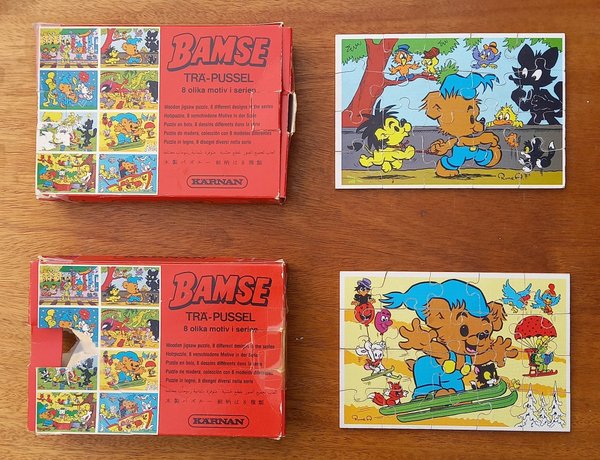 BAMSE
TRÄ-PUSSEL
8 olika motiv i serien
Wooden jigsaw puzzle, 8 different designs in the series
Holzpuzzle, 8 verschiedene Motive in der Serie
Puzzle en bois, 8 dessins différents dans la série
Puzzle de madera, colección con 8 modelos diferentes
Puzzle in legno, 8 disegni diversi nella serie
KÄRNAN
BAMSE
TRÄ-PUSSEL
8 olika motiv i serien
Wooden jigsaw puzzle, 8 different designs in the series
Holzpuzzle, 8 verschiedene Motive in der Serie
Puzzle en bois, 8 dessins différents dans la série
Puzzle de madera, colección con 8 modelos diferentes
Puzzle in legno, 8 disegni diversi nella serie
KÄRNAN